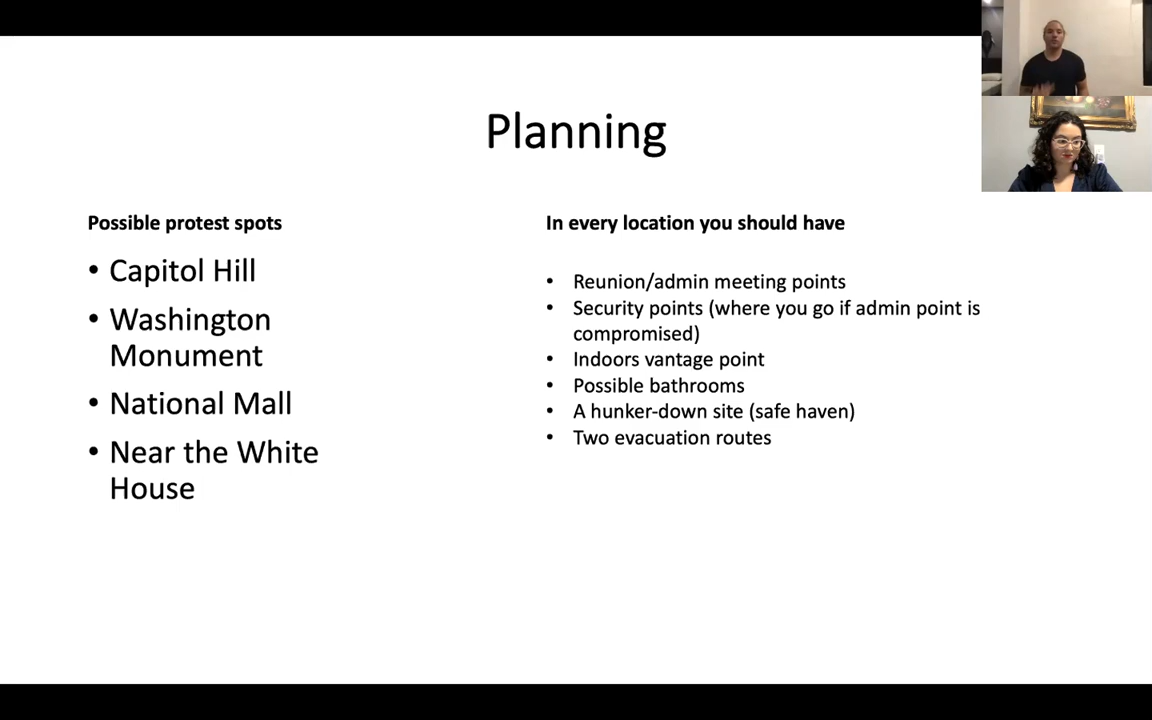 Planning
Possible protest spots
• Capitol Hill
• Washington
Monument
• National Mall
• Near the White
House
In every location you should have
• Reunion/admin meeting points
• Security points (where you go if admin point is
compromised)
• Indoors vantage point
• Possible bathrooms
• A hunker-down site (safe haven)
• Two evacuation routes